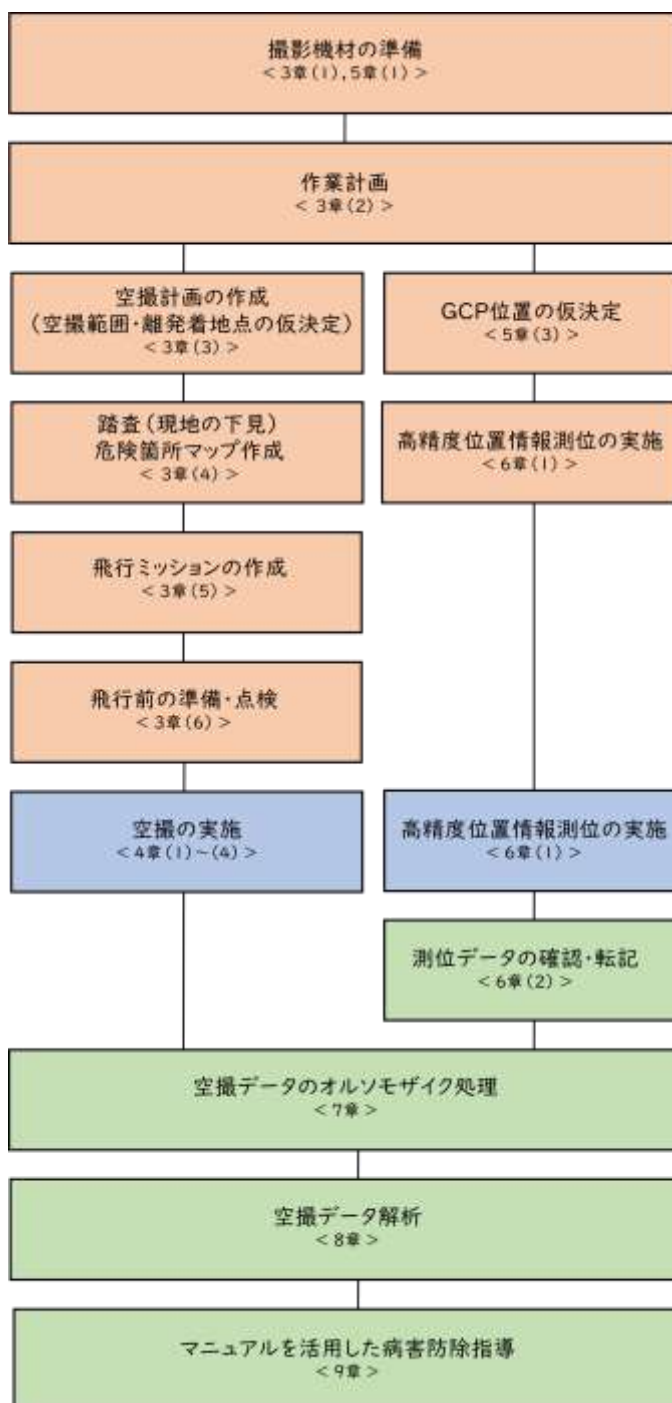 撮影機材の準備
< 3章(1),5章(1) >
作業計画
< 3章(2) >
空撮計画の作成
(空撮範囲・離発着地点の仮決定)
< 3章(3) >
GCP位置の仮決定
< 5章(3) >
踏査(現地の下見)
危険箇所マップ作成
< 3章(4) >
高精度位置情報測位の実施
< 6章(1) >
飛行ミッションの作成
< 3章(5) >
飛行前の準備・点検
< 3章(6) >
空撮の実施
< 4章(1)~(4) >
高精度位置情報測位の実施
< 6章(1) >
測位データの確認・転記
< 6章(2) >
空撮データのオルソモザイク処理
< 7章 >
空撮データ解析
< 8章 >
マニュアルを活用した病害防除指導
< 9章 >